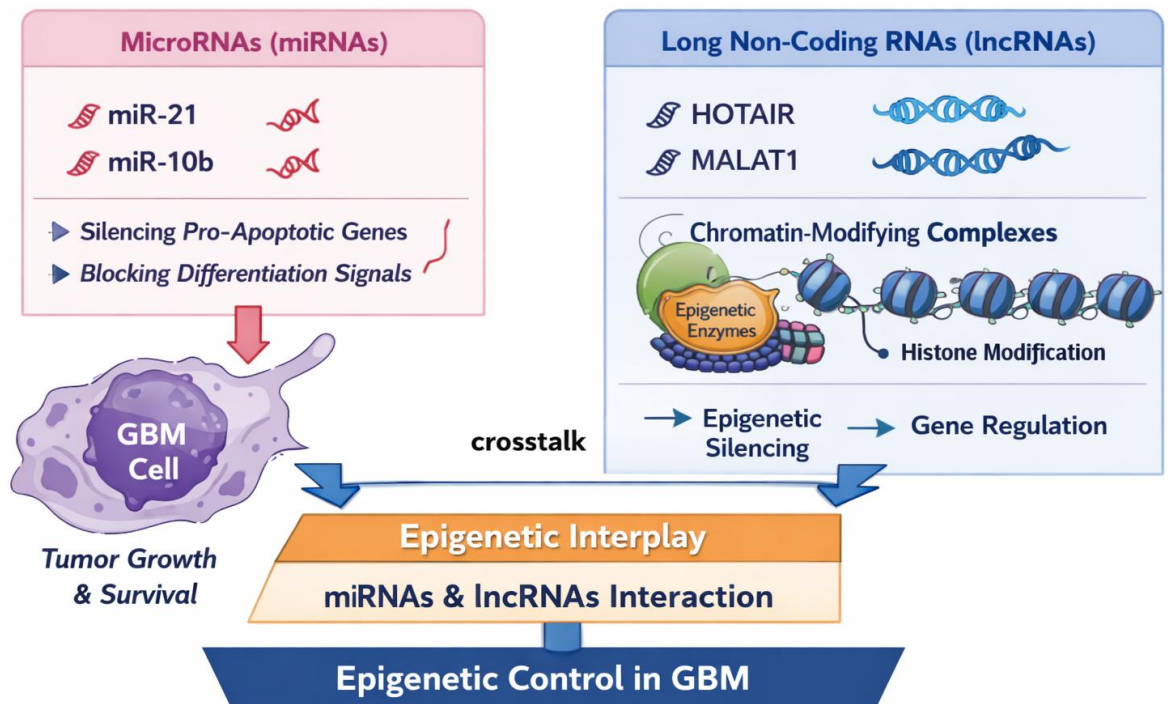 MicroRNAs (miRNAs)
miR-21
miR-10b
Silencing Pro-Apoptotic Genes
Blocking Differentiation Signals
GBM
Cell
Tumor Growth
& Survival
Long Non-Coding RNAs (lncRNAs)
HOTAIR
MALAT1
Chromatin-Modifying Complexes
Epigenetic
Enzymes
Histone Modification
Epigenetic
Silencing
Gene Regulation
crosstalk
Epigenetic Interplay
miRNAs & lncRNAs Interaction
Epigenetic Control in GBM